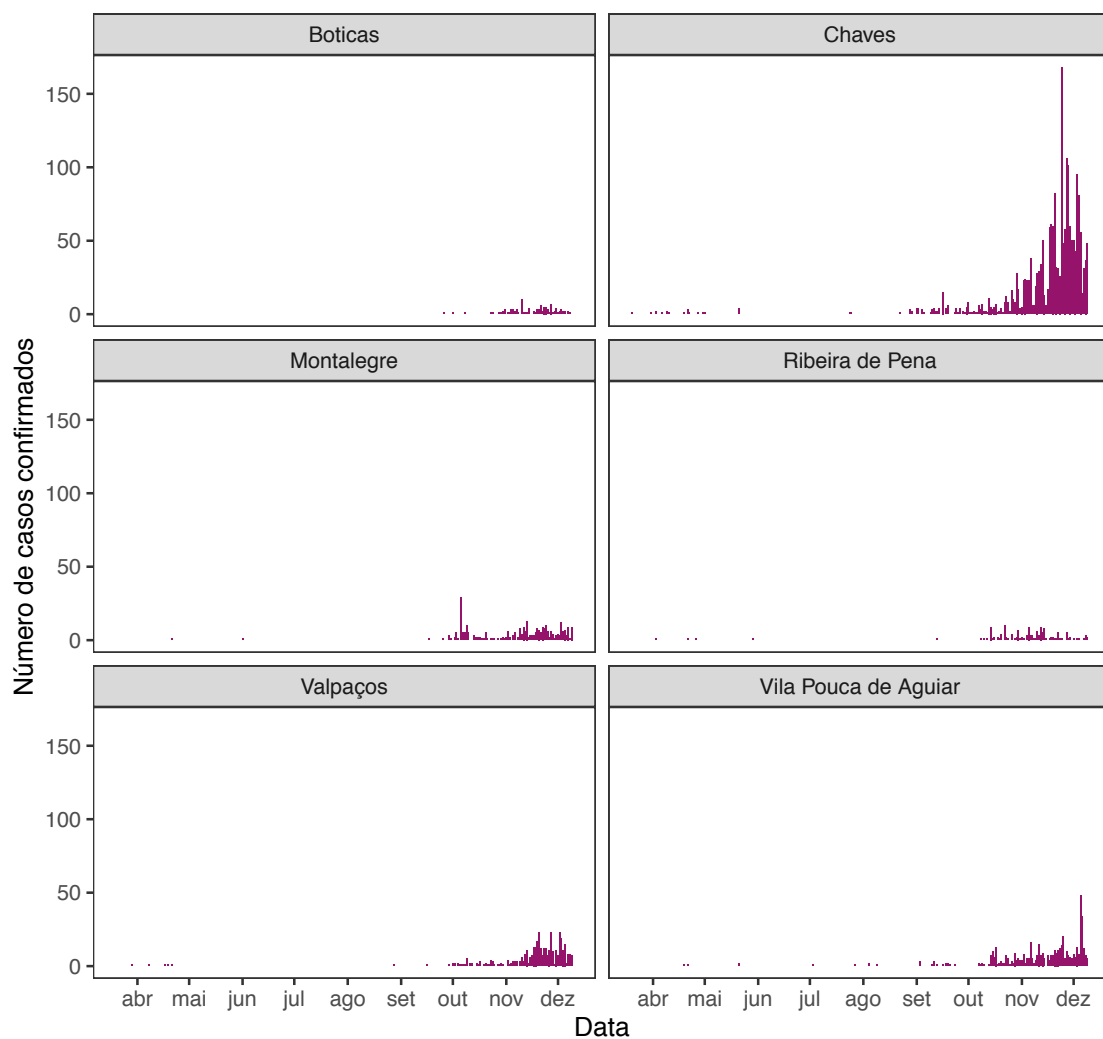 Boticas
Chaves
150
100
50
0
Montalegre
Ribeira de Pena
150
100
50
0
Valpaços
Vila Pouca de Aguiar
150
100
50
0
abr mai jun jul ago set out nov dez
abr mai jun jul ago set out nov dez
Data
Número de casos confirmados